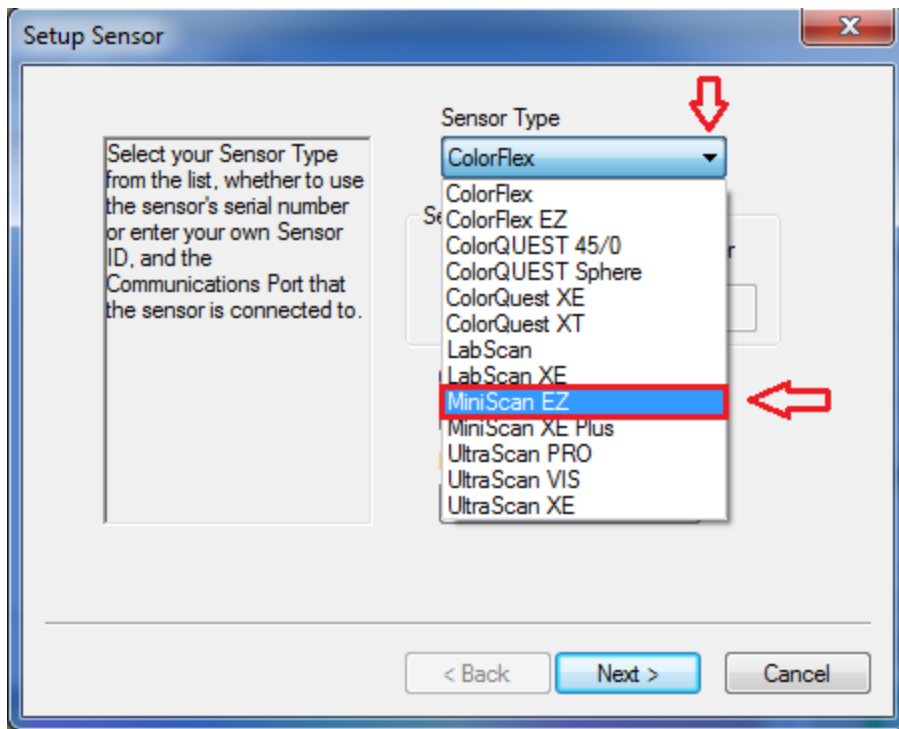 Setup Sensor
Select your Sensor Type
from the list, whether to use
the sensor's serial number
or enter your own Sensor
ID, and the
Communications Port that
the sensor is connected to.
Sensor Type
ColorFlex
ColorFlex
ColorFlex EZ
ColorQUEST 45/0
ColorQUEST Sphere
ColorQuest XE
ColorQuest XT
LabScan
LabScan XE
MiniScan EZ
MiniScan XE Plus
UltraScan PRO
UltraScan VIS
UltraScan XE
< Back
Next >
Cancel